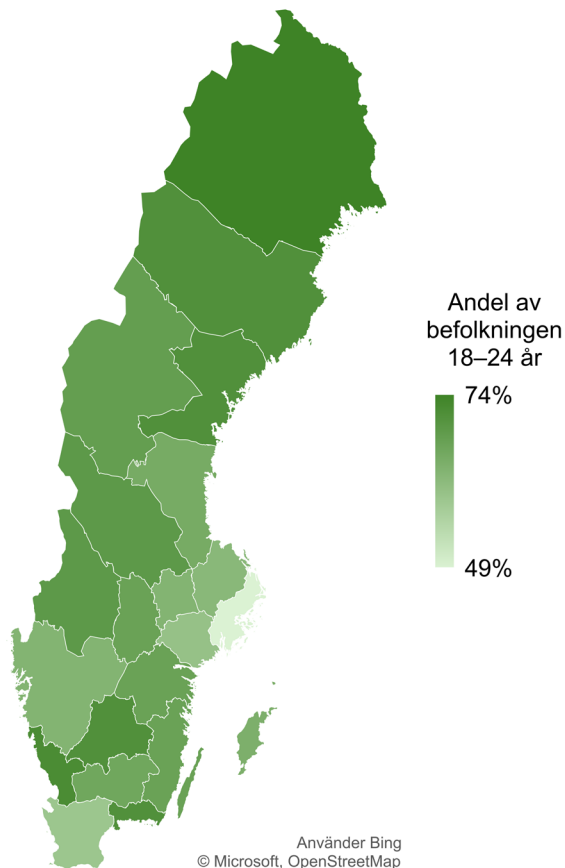 Andel av
befolkningen
18–24 år
74%
49%
Använder Bing
© Microsoft, OpenStreetMap